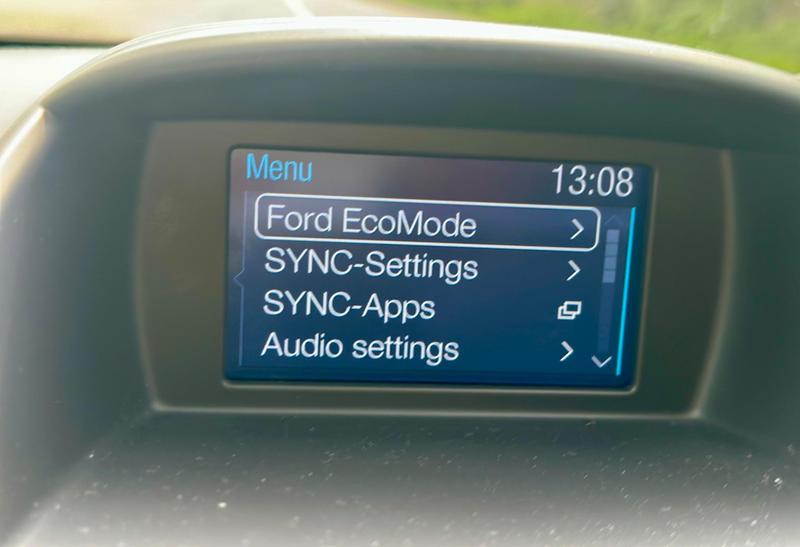 Menu 13:08
Ford EcoMode
SYNC-Settings
SYNC-Apps
Audio settings